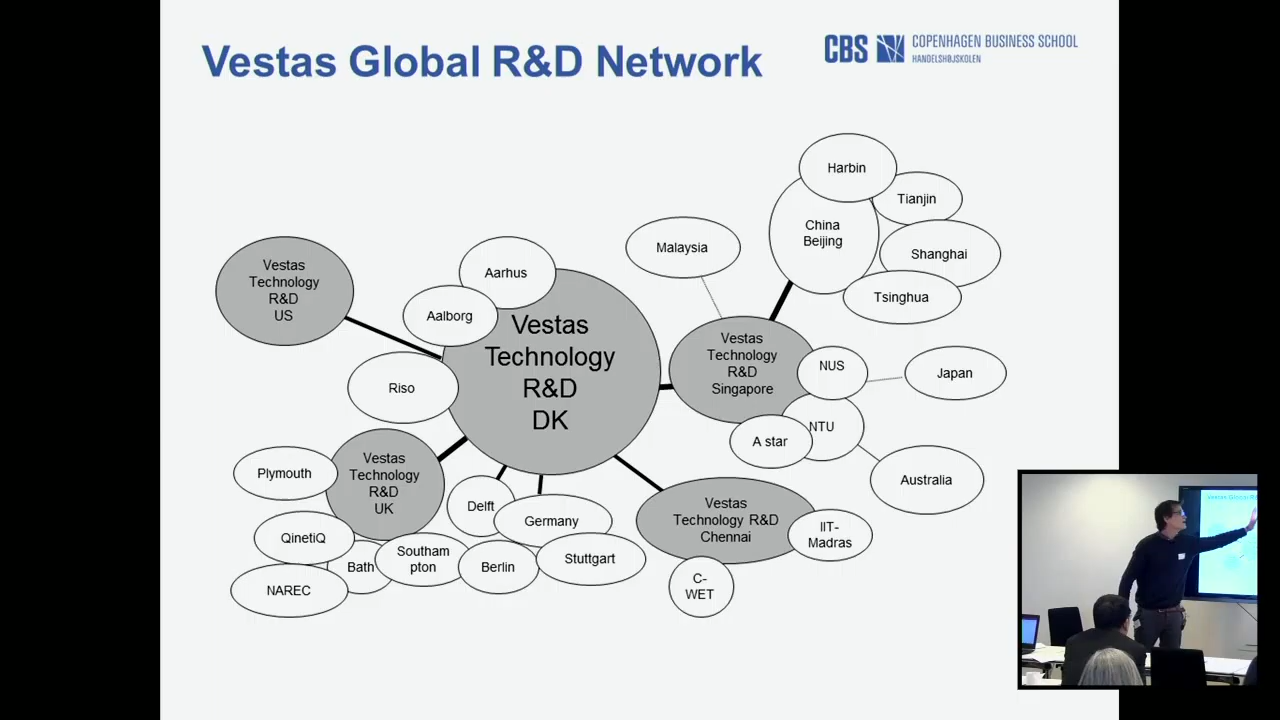 Vestas Global R&D Network
CBS
COPENHAGEN BUSINESS SCHOOL
HANDELSHØJSKOLEN
Harbin
Tianjin
China
Beijing
Shanghai
Tsinghua
Malaysia
Vestas
Technology
R&D
US
Aarhus
Aalborg
Vestas
Technology
R&D
DK
Riso
Vestas
Technology
R&D
Singapore
NUS
Japan
NTU
A star
Australia
Plymouth
Vestas
Technology
R&D
UK
QinetiQ
NAREC
Bath
Southam
pton
Delft
Germany
Berlin
Stuttgart
Vestas
Technology R&D
Chennai
IIT-
Madras
C-
WET
Vestas Global R&